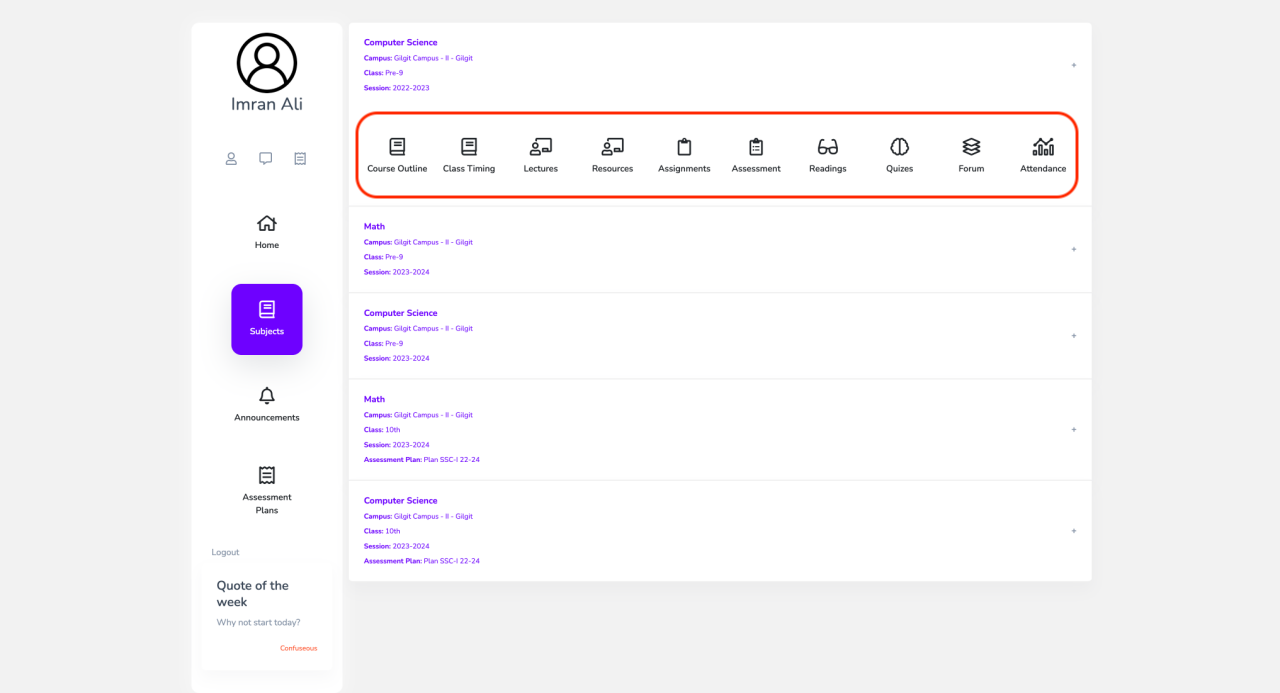 Imran Ali
Home
Subjects
Announcements
Assessment
Plans
Logout
Quote of the
week
Why not start today?
Confuseous
Computer Science
Campus: Gilgit Campus - II - Gilgit
Class: Pre-9
Session: 2022-2023
+
Course Outline Class Timing Lectures Resources Assignments Assessment Readings Quizes Forum Attendance
Math
Campus: Gilgit Campus - II - Gilgit
Class: Pre-9
Session: 2023-2024
+
Computer Science
Campus: Gilgit Campus - II - Gilgit
Class: Pre-9
Session: 2023-2024
+
Math
Campus: Gilgit Campus - II - Gilgit
Class: 10th
Session: 2023-2024
Assessment Plan: Plan SSC-I 22-24
+
Computer Science
Campus: Gilgit Campus - II - Gilgit
Class: 10th
Session: 2023-2024
Assessment Plan: Plan SSC-I 22-24
+